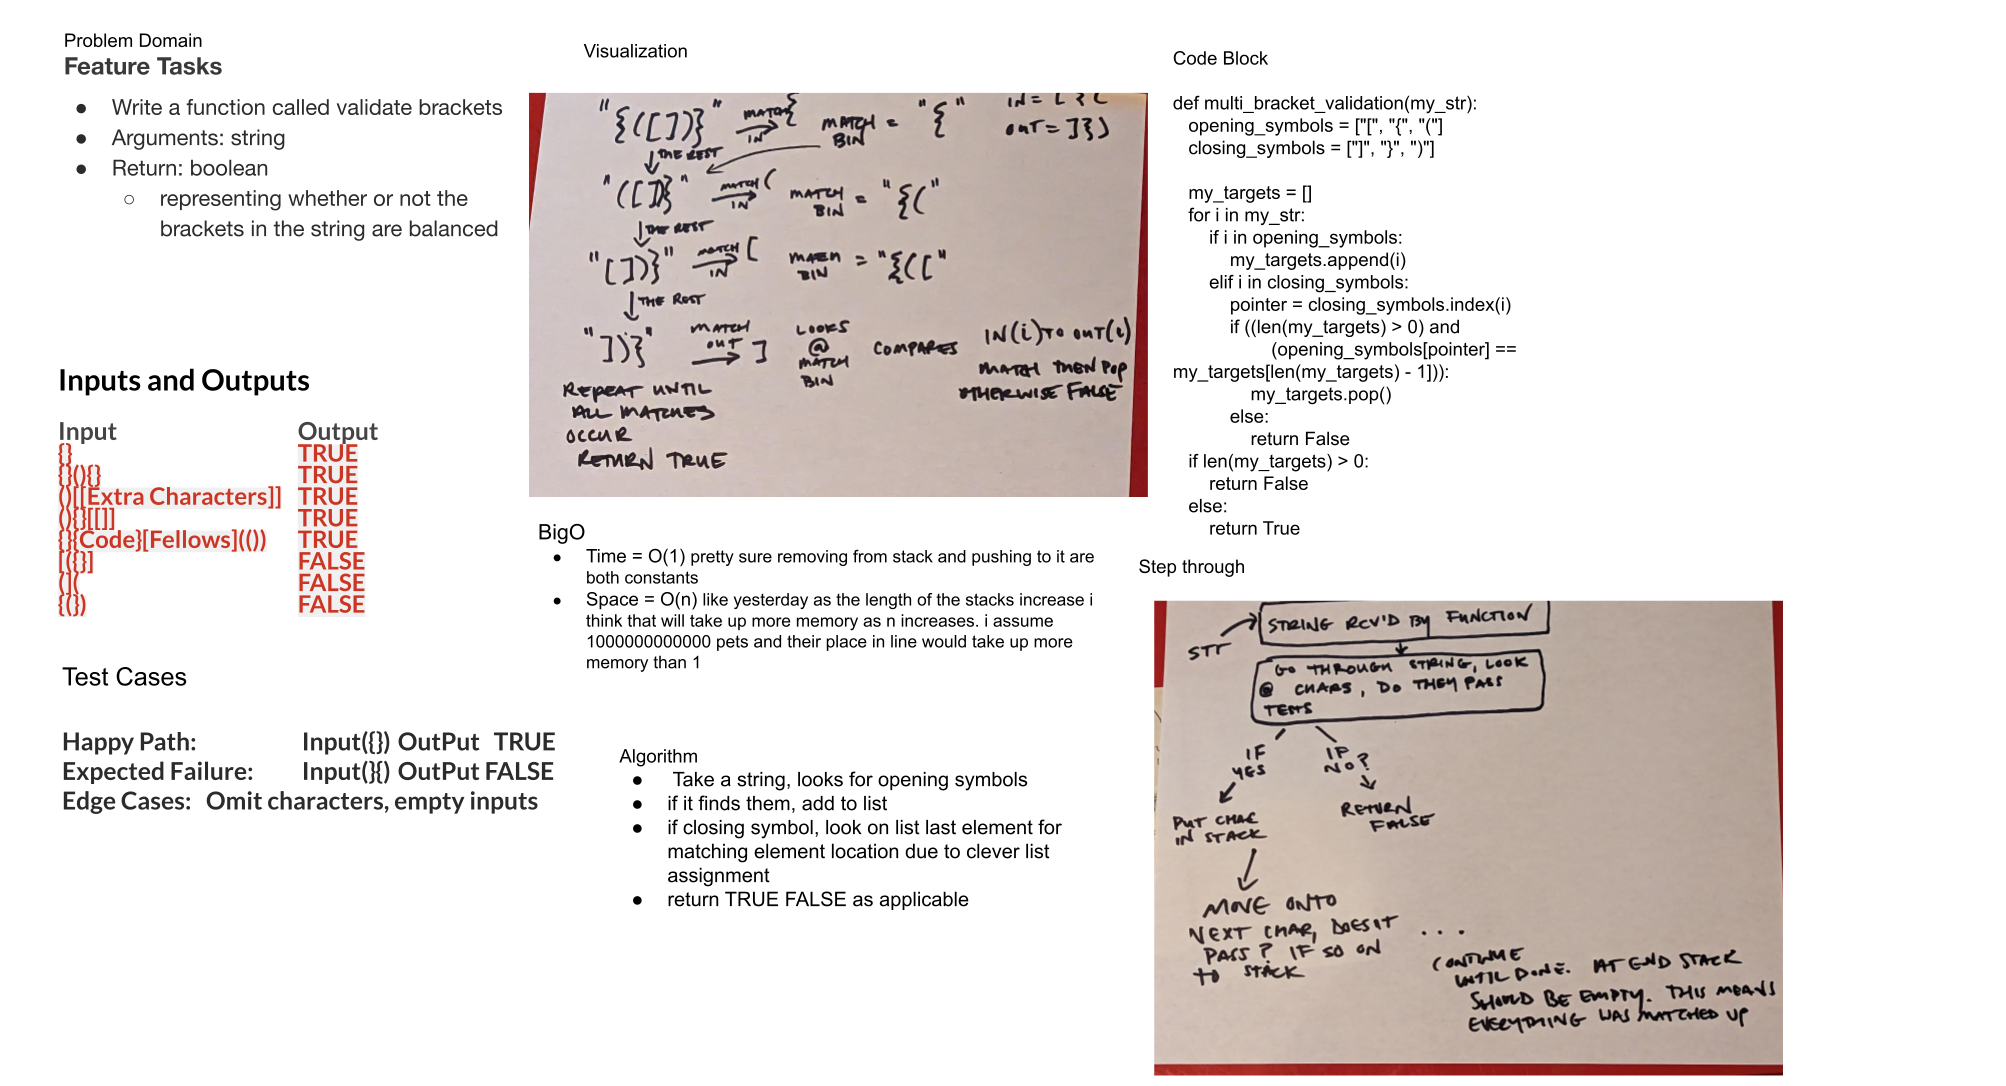 Problem Domain
Feature Tasks
● Write a function called validate brackets
● Arguments: string
● Return: boolean
○ representing whether or not the
brackets in the string are balanced
Inputs and Outputs
Input Output
{} TRUE
{}(){} TRUE
()[[Extra Characters]] TRUE
(){}[[]] TRUE
{}{Code}[Fellows](()) TRUE
[({}] FALSE
(]( FALSE
{(}) FALSE
Test Cases
Happy Path: Input({}) OutPut TRUE
Expected Failure: Input(}{) OutPut FALSE
Edge Cases: Omit characters, empty inputs
Visualization
"{([])}" MATCH { IN MATCH BIN = "{" IN = [ { (
OUT = ] } )
THE REST
"([])}" MATCH ( IN MATCH BIN = "{("
THE REST
"[])}" MATCH [ IN MATCH BIN = "{(["
THE REST
"])}" MATCH OUT ] LOOKS @ MATCH BIN COMPARES IN(i) TO OUT(i)
MATCH THEN POP
OTHERWISE FALSE
REPEAT UNTIL
ALL MATCHES
OCCUR
RETURN TRUE
BigO
● Time = O(1) pretty sure removing from stack and pushing to it are
both constants
● Space = O(n) like yesterday as the length of the stacks increase i
think that will take up more memory as n increases. i assume
1000000000000 pets and their place in line would take up more
memory than 1
Algorithm
● Take a string, looks for opening symbols
● if it finds them, add to list
● if closing symbol, look on list last element for
matching element location due to clever list
assignment
● return TRUE FALSE as applicable
Code Block
def multi_bracket_validation(my_str):
opening_symbols = ["[", "{", "("]
closing_symbols = ["]", "}", ")"]
my_targets = []
for i in my_str:
if i in opening_symbols:
my_targets.append(i)
elif i in closing_symbols:
pointer = closing_symbols.index(i)
if ((len(my_targets) > 0) and
(opening_symbols[pointer] ==
my_targets[len(my_targets) - 1])):
my_targets.pop()
else:
return False
if len(my_targets) > 0:
return False
else:
return True
Step through
STR
STRING RCV'D BY FUNCTION
GO THROUGH STRING, LOOK
@ CHARS, DO THEY PASS
TESTS
IF
YES
IF
NO?
PUT CHAR
IN STACK
RETURN
FALSE
MOVE ONTO
NEXT CHAR, DOES IT
PASS? IF SO ON
TO STACK
...
CONTINUE
UNTIL DONE. AT END STACK
SHOULD BE EMPTY. THIS MEANS
EVERYTHING WAS MATCHED UP